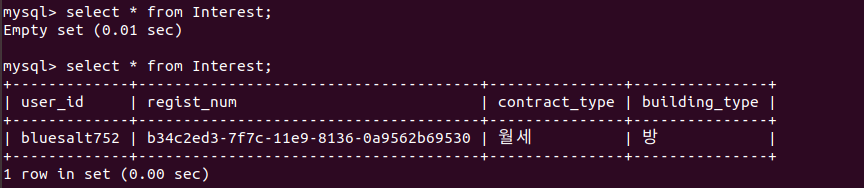 mysql> select * from Interest;
Empty set (0.01 sec)
mysql> select * from Interest;
+-------------+--------------------------------------+---------------+---------------+
| user_id | regist_num | contract_type | building_type |
+-------------+--------------------------------------+---------------+---------------+
| bluesalt752 | b34c2ed3-7f7c-11e9-8136-0a9562b69530 | 월세 | 방 |
+-------------+--------------------------------------+---------------+---------------+
1 row in set (0.00 sec)